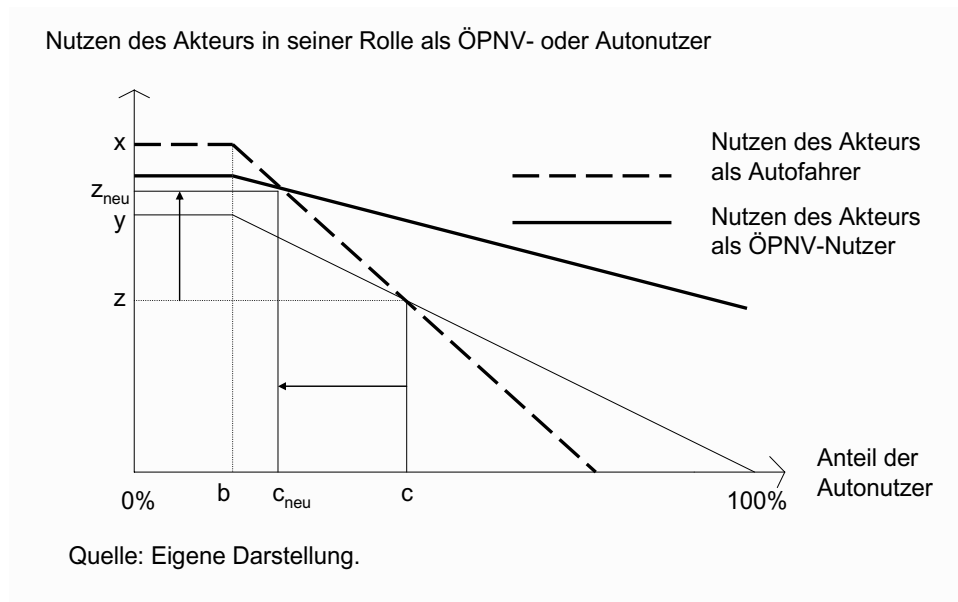 Nutzen des Akteurs in seiner Rolle als ÖPNV- oder Autonutzer
x
z_neu
y
z
Nutzen des Akteurs
als Autofahrer
Nutzen des Akteurs
als ÖPNV-Nutzer
0%
b
c_neu
c
100%
Anteil der
Autonutzer
Quelle: Eigene Darstellung.